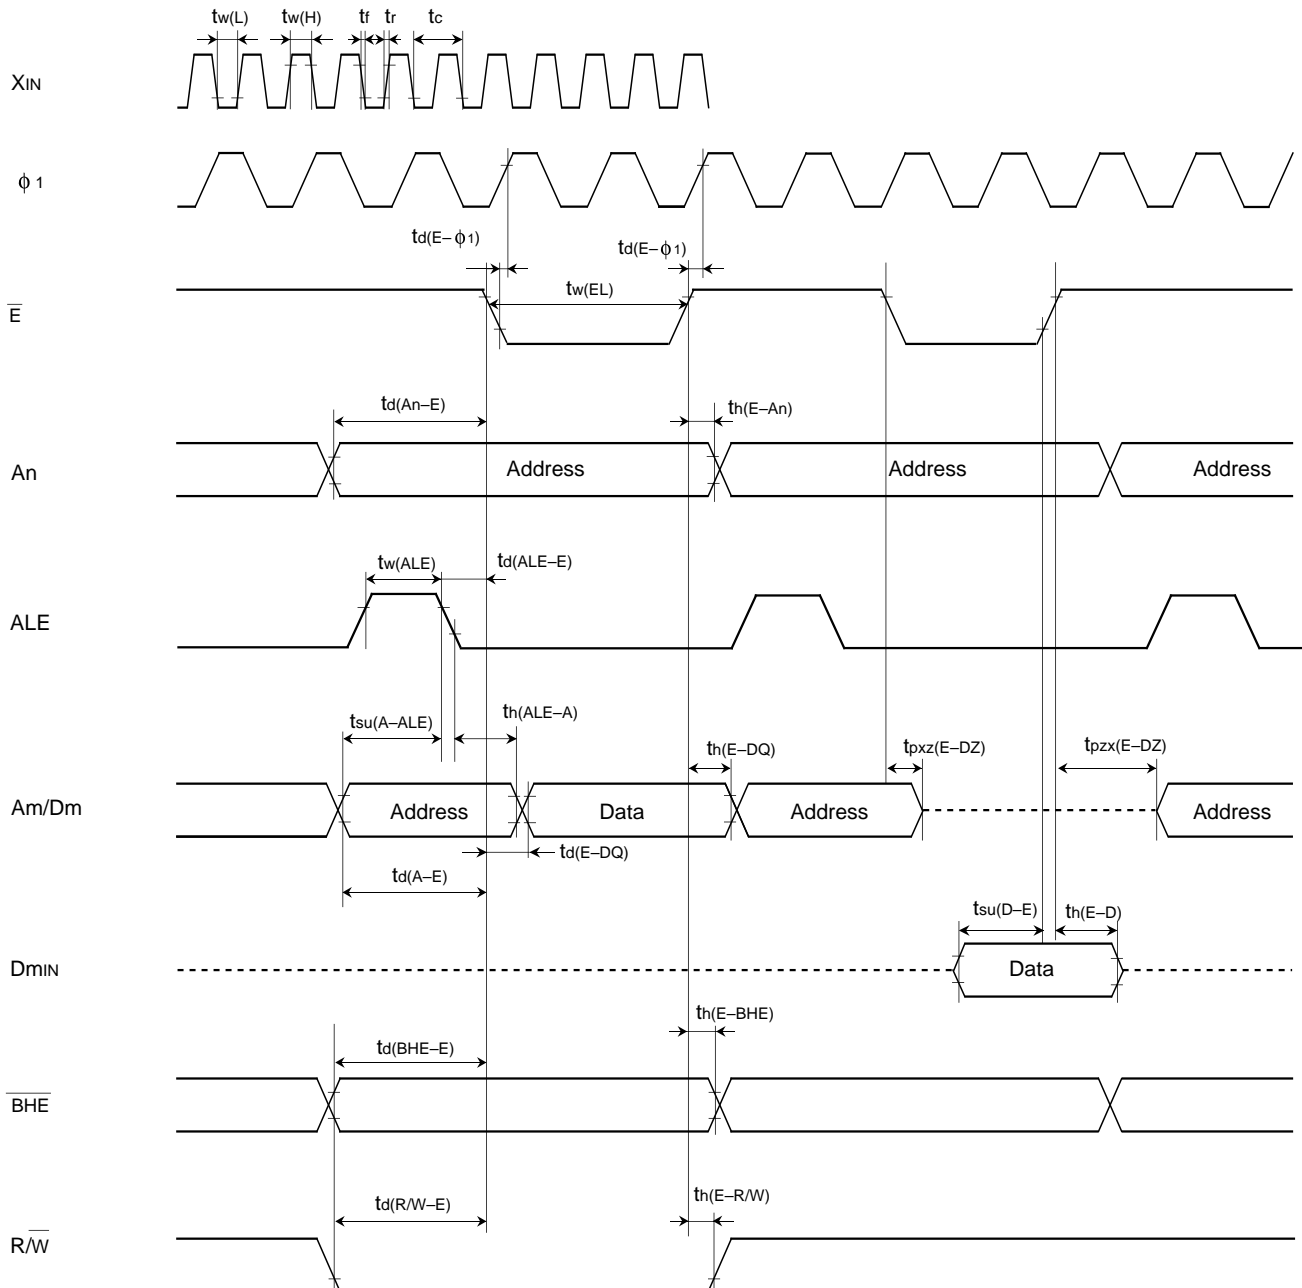 tw(L) tw(H) tf tr tc
XIN
ϕ1
td(E–ϕ1) td(E–ϕ1)
tw(EL)
E
td(An–E) th(E–An)
An Address Address Address
tw(ALE) td(ALE–E)
ALE
tsu(A–ALE) th(ALE–A)
th(E–DQ) tpxz(E–DZ) tpzx(E–DZ)
Am/Dm Address Data Address Address
td(E–DQ)
td(A–E)
tsu(D–E) th(E–D)
DmIN Data
th(E–BHE)
td(BHE–E)
BHE
th(E–R/W)
td(R/W–E)
R/W